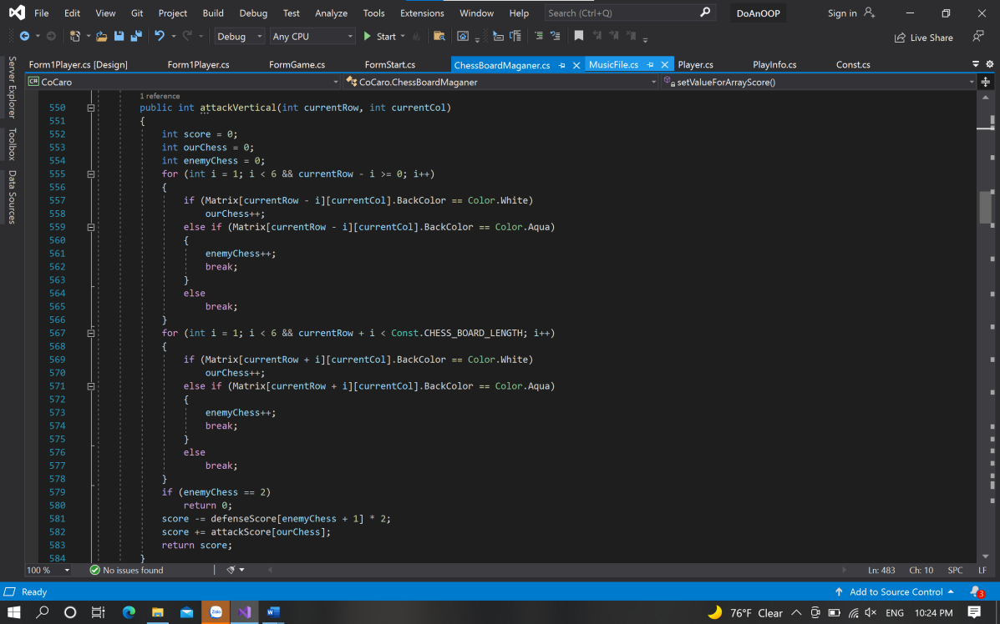 File Edit View Git Project Build Debug Test Analyze Tools Extensions Window Help Search (Ctrl+Q) DoAnOOP Sign in
Debug Any CPU Start Live Share
Form1Player.cs [Design] Form1Player.cs FormGame.cs FormStart.cs ChessBoardMaganer.cs MusicFile.cs Player.cs PlayInfo.cs Const.cs
C# CoCaro CoCaro.ChessBoardMaganer setValueForArrayScore()
Server Explorer
Toolbox
Data Sources
1 reference
550 public int attackVertical(int currentRow, int currentCol)
551 {
552 int score = 0;
553 int ourChess = 0;
554 int enemyChess = 0;
555 for (int i = 1; i < 6 && currentRow - i >= 0; i++)
556 {
557 if (Matrix[currentRow - i][currentCol].BackColor == Color.White)
558 ourChess++;
559 else if (Matrix[currentRow - i][currentCol].BackColor == Color.Aqua)
560 {
561 enemyChess++;
562 break;
563 }
564 else
565 break;
566 }
567 for (int i = 1; i < 6 && currentRow + i < Const.CHESS_BOARD_LENGTH; i++)
568 {
569 if (Matrix[currentRow + i][currentCol].BackColor == Color.White)
570 ourChess++;
571 else if (Matrix[currentRow + i][currentCol].BackColor == Color.Aqua)
572 {
573 enemyChess++;
574 break;
575 }
576 else
577 break;
578 }
579 if (enemyChess == 2)
580 return 0;
581 score -= defenseScore[enemyChess + 1] * 2;
582 score += attackScore[ourChess];
583 return score;
584 }
100 % No issues found Ln: 483 Ch: 10 SPC LF
Ready Add to Source Control 3
Zalo W 76°F Clear ENG 10:24 PM